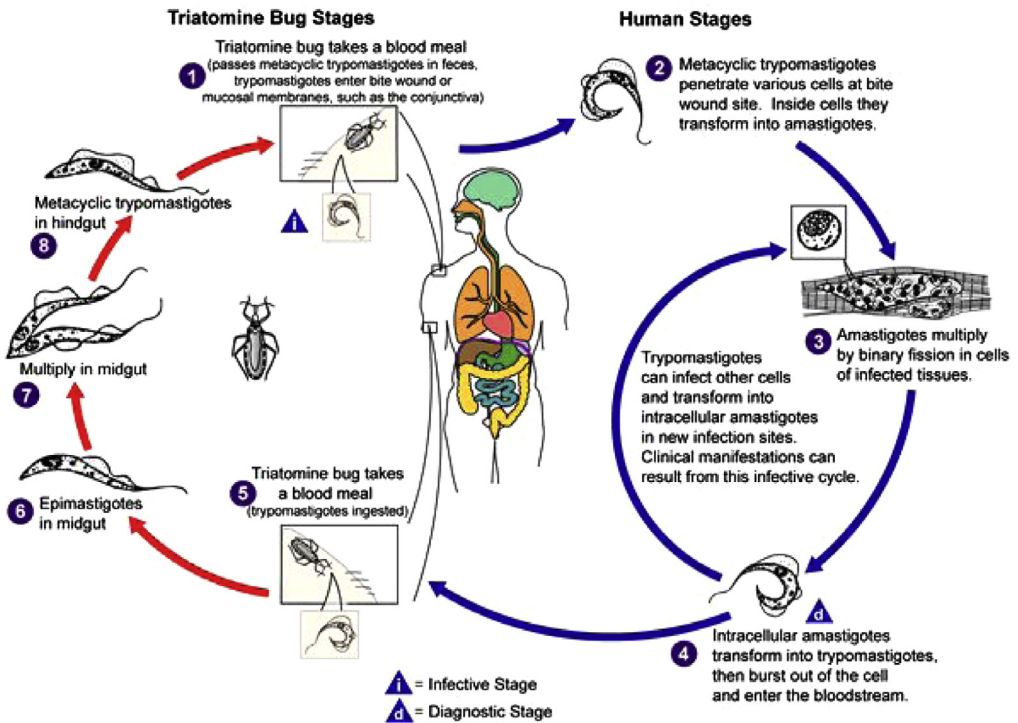 Triatomine Bug Stages
Human Stages
1
Triatomine bug takes a blood meal
(passes metacyclic trypomastigotes in feces,
trypomastigotes enter bite wound or
mucosal membranes, such as the conjunctiva)
2
Metacyclic trypomastigotes
penetrate various cells at bite
wound site. Inside cells they
transform into amastigotes.
Metacyclic trypomastigotes
in hindgut
8
i
3
Amastigotes multiply
by binary fission in cells
of infected tissues.
Trypomastigotes
can infect other cells
and transform into
intracellular amastigotes
in new infection sites.
Clinical manifestations can
result from this infective cycle.
Multiply in midgut
7
5
Triatomine bug takes
a blood meal
(trypomastigotes ingested)
6
Epimastigotes
in midgut
d
4
Intracellular amastigotes
transform into trypomastigotes,
then burst out of the cell
and enter the bloodstream.
i = Infective Stage
d = Diagnostic Stage